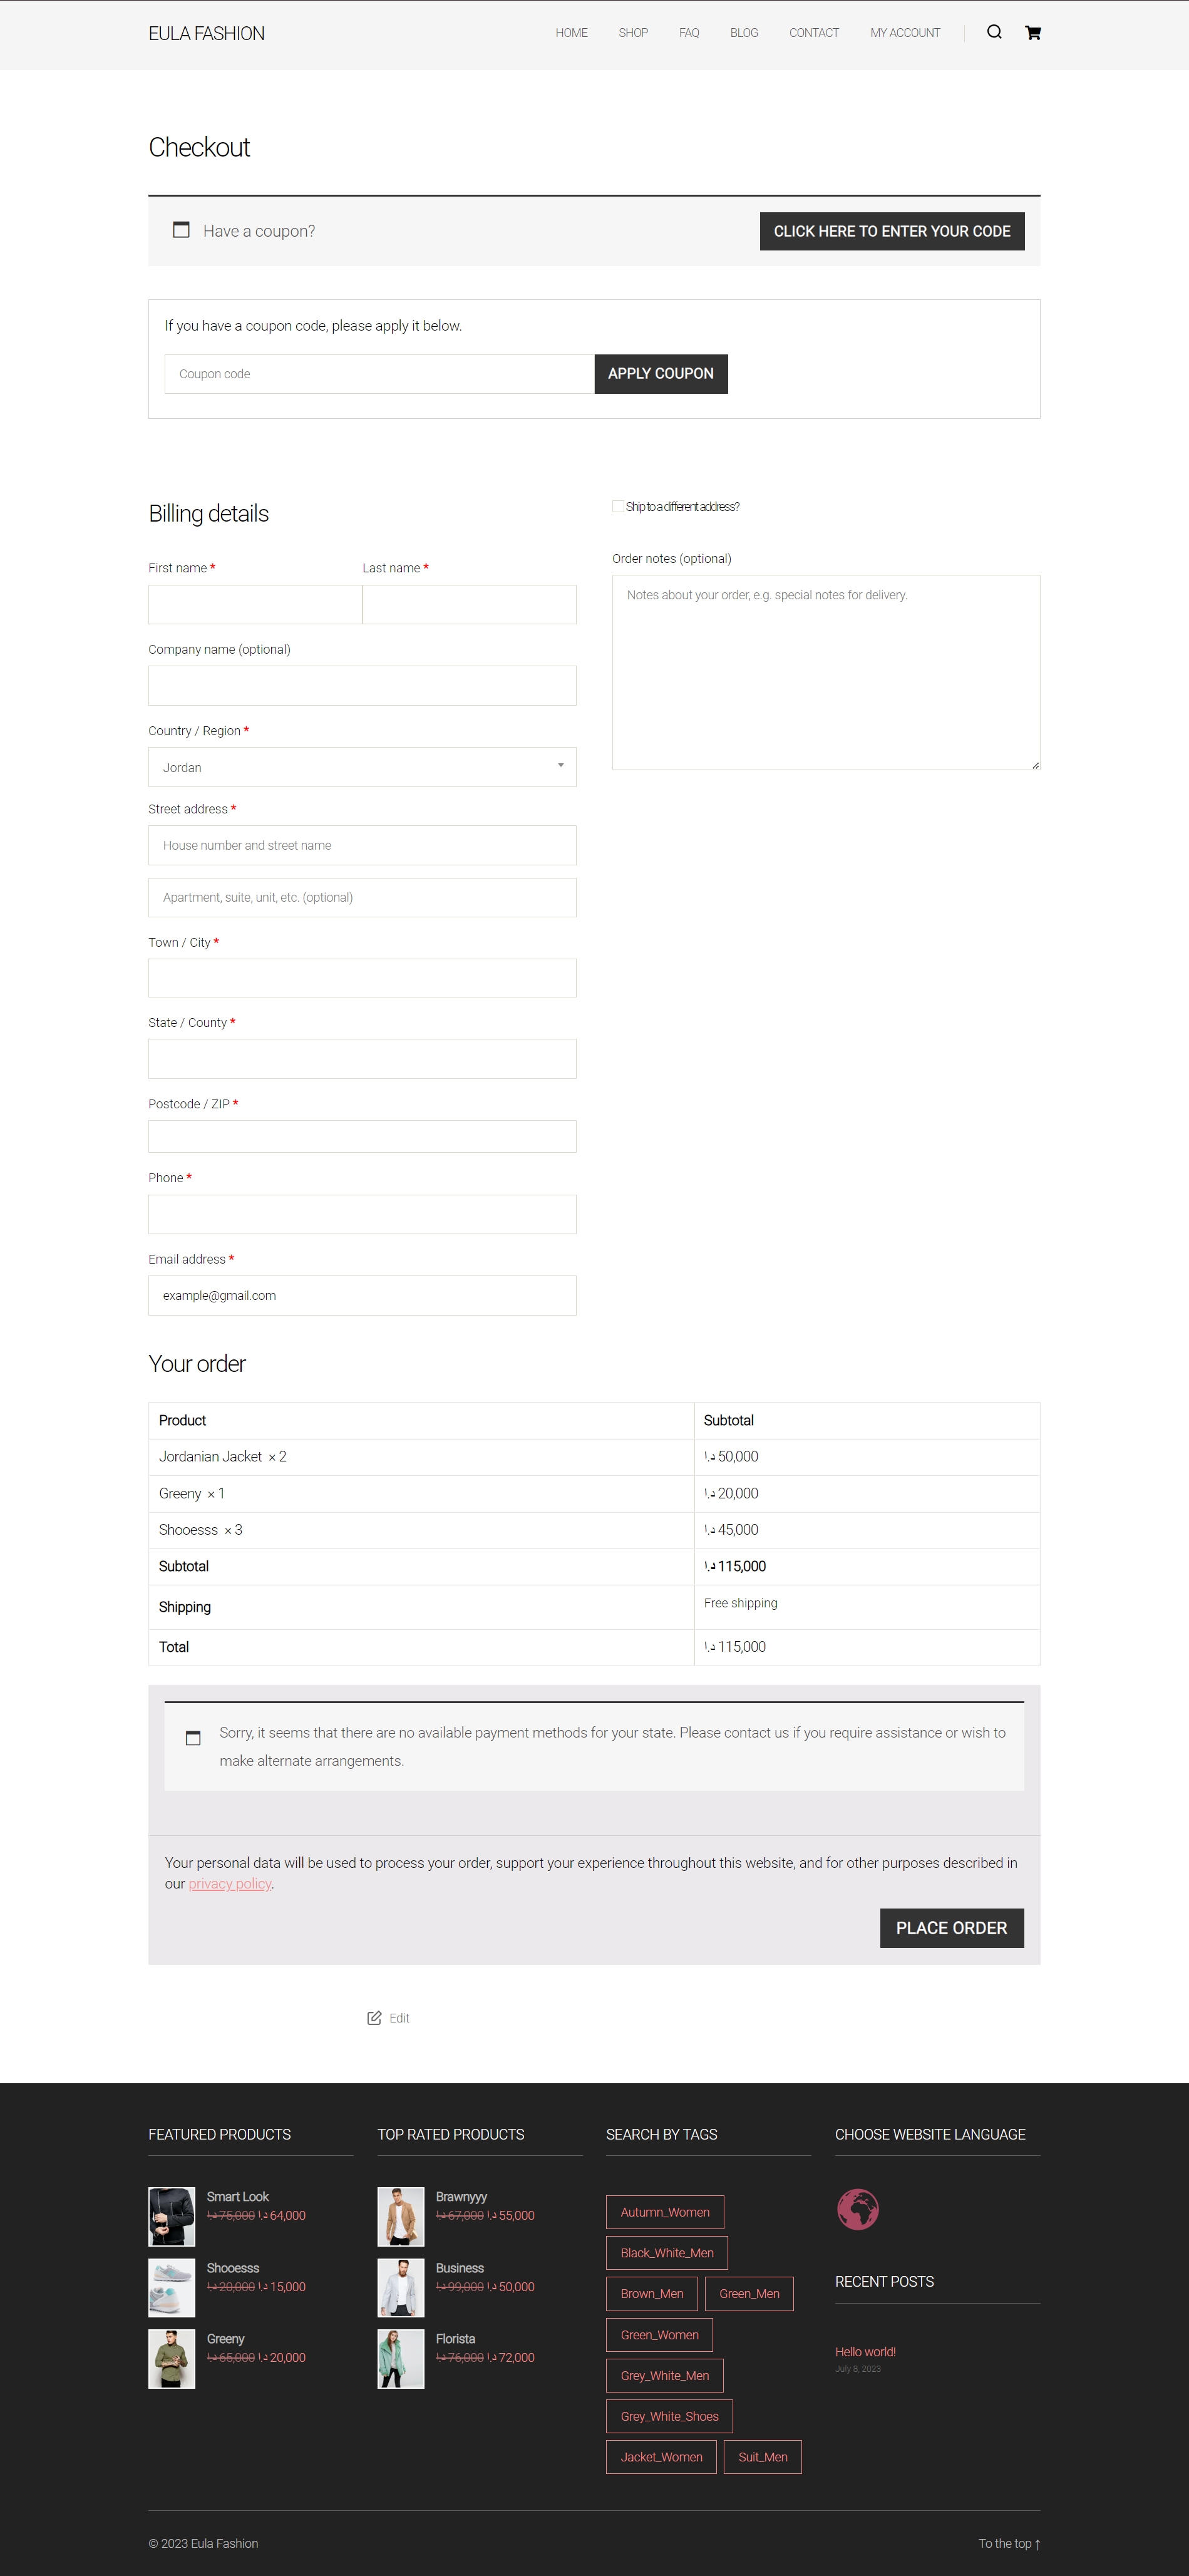 EULA FASHION
HOME SHOP FAQ BLOG CONTACT MY ACCOUNT
Checkout
Have a coupon?
CLICK HERE TO ENTER YOUR CODE
If you have a coupon code, please apply it below.
Coupon code
APPLY COUPON
Billing details
First name * Last name *
Company name (optional)
Country / Region *
Jordan
Street address *
House number and street name
Apartment, suite, unit, etc. (optional)
Town / City *
State / County *
Postcode / ZIP *
Phone *
Email address *
example@gmail.com
Ship to a different address?
Order notes (optional)
Notes about your order, e.g. special notes for delivery.
Your order
Product Subtotal
Jordanian Jacket × 2 د.ا 50,000
Greeny × 1 د.ا 20,000
Shooesss × 3 د.ا 45,000
Subtotal د.ا 115,000
Shipping Free shipping
Total د.ا 115,000
Sorry, it seems that there are no available payment methods for your state. Please contact us if you require assistance or wish to
make alternate arrangements.
Your personal data will be used to process your order, support your experience throughout this website, and for other purposes described in
our privacy policy.
PLACE ORDER
Edit
FEATURED PRODUCTS
Smart Look
د.ا 75,000 د.ا 64,000
Shooesss
د.ا 20,000 د.ا 15,000
Greeny
د.ا 65,000 د.ا 20,000
TOP RATED PRODUCTS
Brawnyyy
د.ا 67,000 د.ا 55,000
Business
د.ا 99,000 د.ا 50,000
Florista
د.ا 76,000 د.ا 72,000
SEARCH BY TAGS
Autumn_Women
Black_White_Men
Brown_Men Green_Men
Green_Women
Grey_White_Men
Grey_White_Shoes
Jacket_Women Suit_Men
CHOOSE WEBSITE LANGUAGE
RECENT POSTS
Hello world!
July 8, 2023
© 2023 Eula Fashion
To the top ↑